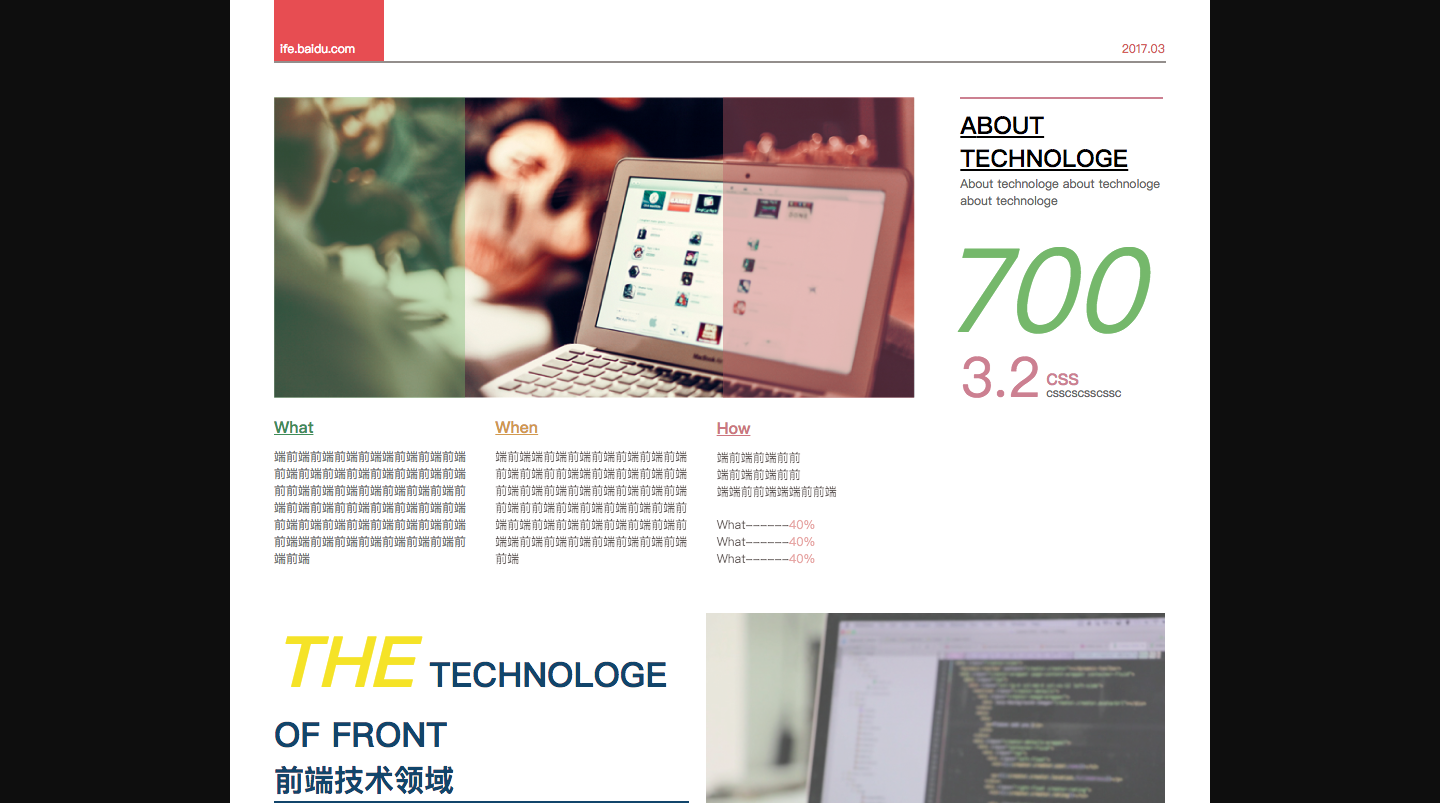 ife.baidu.com
2017.03
ABOUT
TECHNOLOGE
About technologe about technologe
about technologe
700
3.2 CSS
csscscsscssc
What
端前端前端前端前端端前端前端前端
前端前端前端前端前端前端前端前端
前前端前端前端前端前端前端前端前
端前端前端前端前前端前端前端前端
前端前端前端前端前端前端前端前端
前端前端前端端前端前端前端前端前
端前端
When
端前端端前端前端前端前端前端前端
前端前端前前端前端前端前端前端端
前端前端前端前端前端前端前端前端
前端前端前前端前端前端前端前端前
端前端前端前端前端前端前端端前前
端端前端前端前端前端前端前端前端
前端
How
端前端前端前前
端前端前端前前
端端前前端端端前前端
What------40%
What------40%
What------40%
THE TECHNOLOGE
OF FRONT
前端技术领域